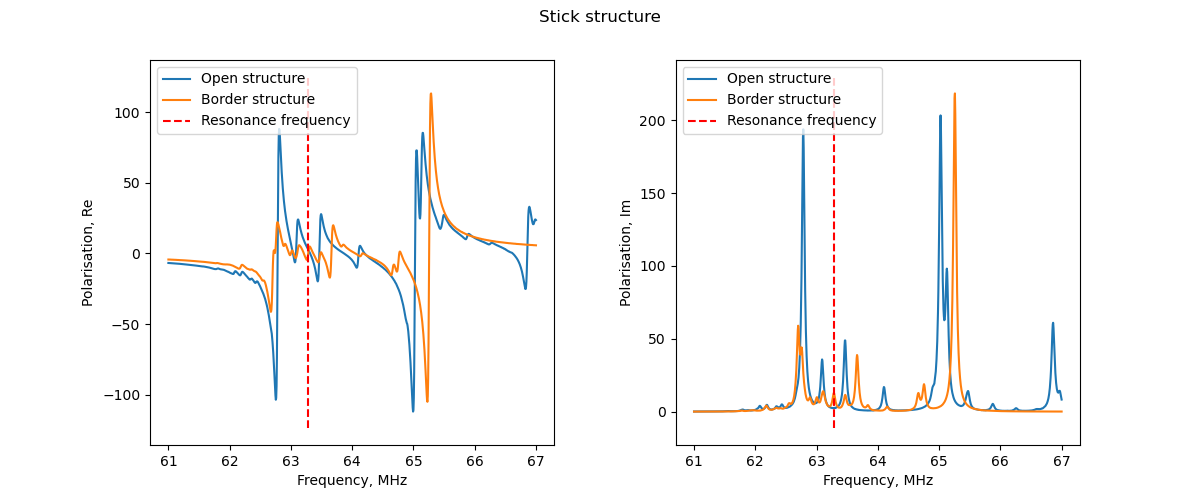 Stick structure
Open structure
Border structure
Resonance frequency
100
50
0
−50
−100
Polarisation, Re
61 62 63 64 65 66 67
Frequency, MHz
Open structure
Border structure
Resonance frequency
200
150
100
50
0
Polarisation, Im
61 62 63 64 65 66 67
Frequency, MHz